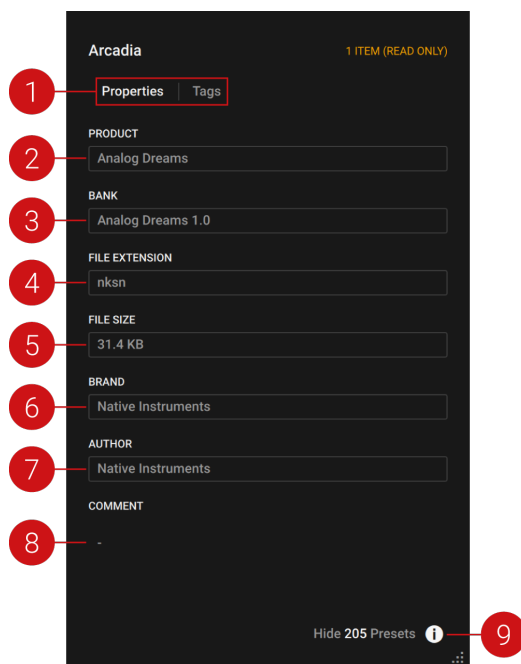 Arcadia
1 ITEM (READ ONLY)
1
Properties | Tags
PRODUCT
2
Analog Dreams
BANK
3
Analog Dreams 1.0
FILE EXTENSION
4
nksn
FILE SIZE
5
31.4 KB
BRAND
6
Native Instruments
AUTHOR
7
Native Instruments
COMMENT
8
-
Hide 205 Presets i
9